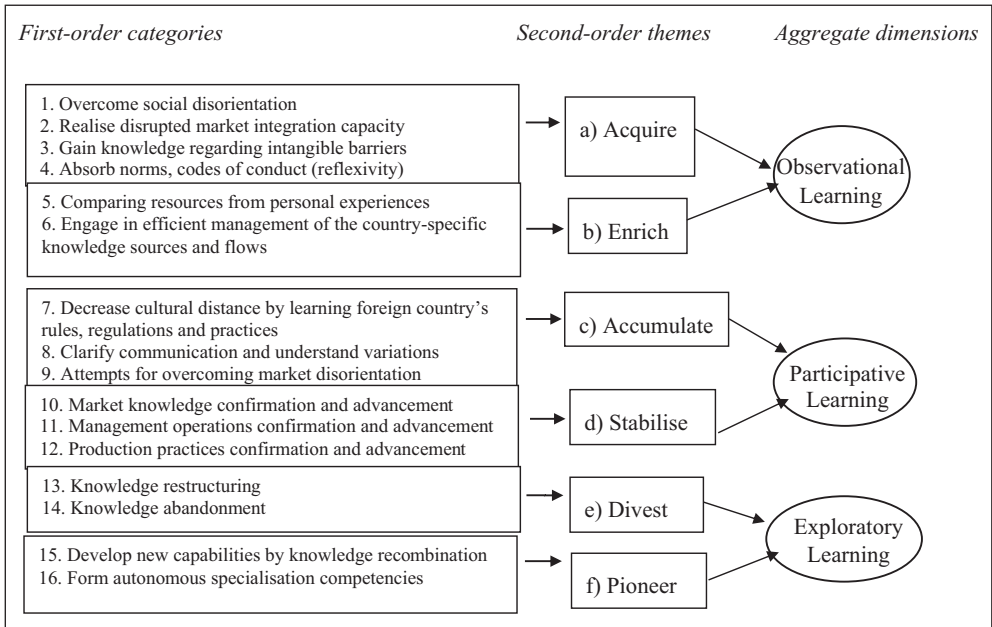 First-order categories
Second-order themes
Aggregate dimensions
1. Overcome social disorientation
2. Realise disrupted market integration capacity
3. Gain knowledge regarding intangible barriers
4. Absorb norms, codes of conduct (reflexivity)
a) Acquire
Observational
Learning
5. Comparing resources from personal experiences
6. Engage in efficient management of the country-specific
knowledge sources and flows
b) Enrich
7. Decrease cultural distance by learning foreign country's
rules, regulations and practices
8. Clarify communication and understand variations
9. Attempts for overcoming market disorientation
c) Accumulate
Participative
Learning
10. Market knowledge confirmation and advancement
11. Management operations confirmation and advancement
12. Production practices confirmation and advancement
d) Stabilise
13. Knowledge restructuring
14. Knowledge abandonment
e) Divest
Exploratory
Learning
15. Develop new capabilities by knowledge recombination
16. Form autonomous specialisation competencies
f) Pioneer